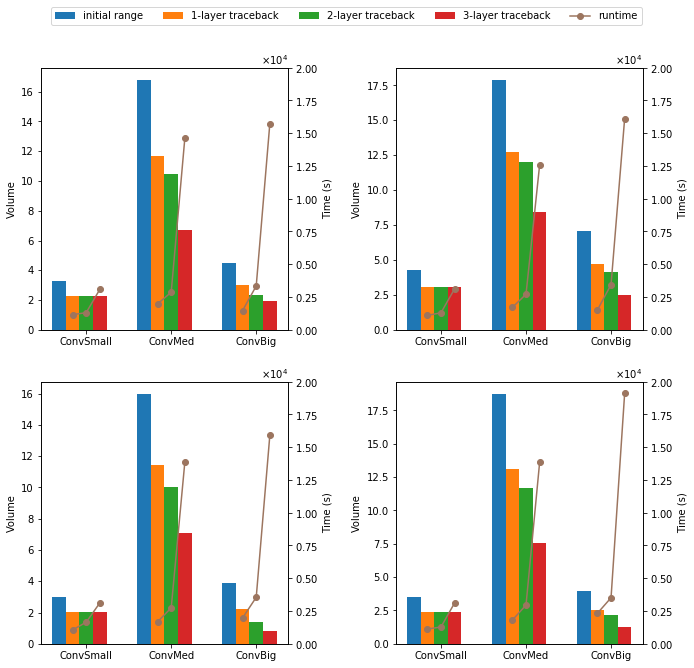 initial range 1-layer traceback 2-layer traceback 3-layer traceback runtime
×10⁴ ×10⁴
16 2.00 17.5 2.00
14 1.75 15.0 1.75
12 1.50 12.5 1.50
10 1.25 10.0 1.25
8 1.00 7.5 1.00
6 0.75 5.0 0.75
4 0.50 2.5 0.50
2 0.25 0.0 0.25
0 0.00 0.00
Volume Time (s) Volume Time (s)
ConvSmall ConvMed ConvBig ConvSmall ConvMed ConvBig
×10⁴ ×10⁴
16 2.00 17.5 2.00
14 1.75 15.0 1.75
12 1.50 12.5 1.50
10 1.25 10.0 1.25
8 1.00 7.5 1.00
6 0.75 5.0 0.75
4 0.50 2.5 0.50
2 0.25 0.0 0.25
0 0.00 0.00
Volume Time (s) Volume Time (s)
ConvSmall ConvMed ConvBig ConvSmall ConvMed ConvBig